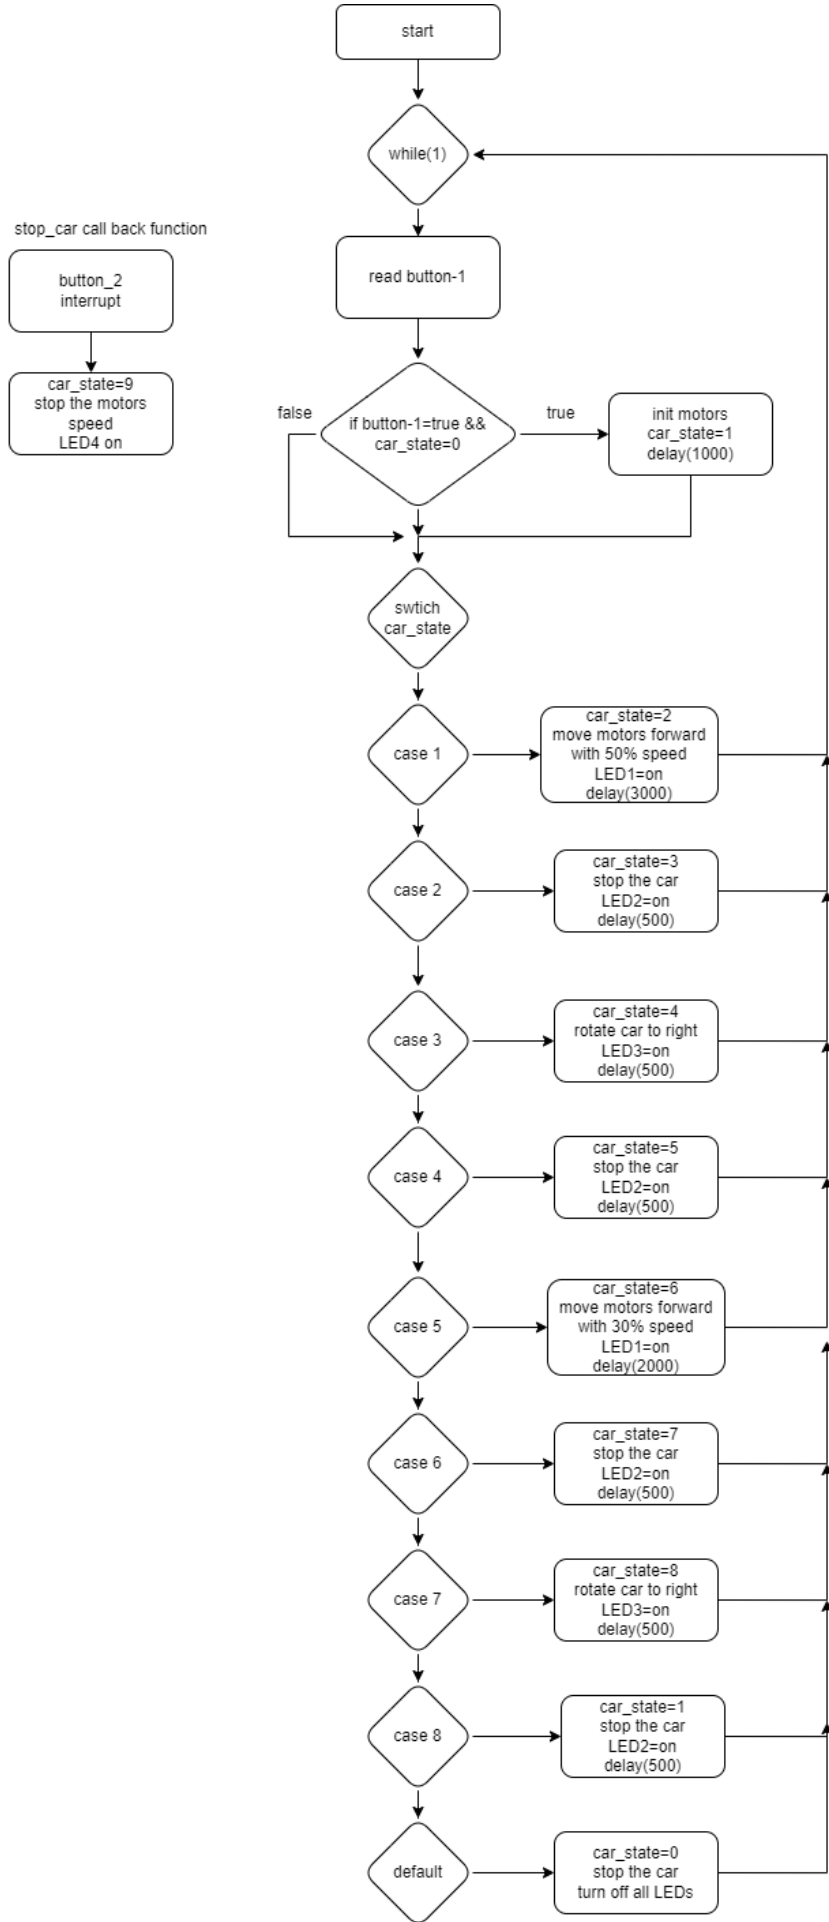 start
while(1)
stop_car call back function
button_2
interrupt
read button-1
car_state=9
stop the motors
speed
LED4 on
false
if button-1=true &&
car_state=0
true
init motors
car_state=1
delay(1000)
swtich
car_state
case 1
car_state=2
move motors forward
with 50% speed
LED1=on
delay(3000)
case 2
car_state=3
stop the car
LED2=on
delay(500)
case 3
car_state=4
rotate car to right
LED3=on
delay(500)
case 4
car_state=5
stop the car
LED2=on
delay(500)
case 5
car_state=6
move motors forward
with 30% speed
LED1=on
delay(2000)
case 6
car_state=7
stop the car
LED2=on
delay(500)
case 7
car_state=8
rotate car to right
LED3=on
delay(500)
case 8
car_state=1
stop the car
LED2=on
delay(500)
default
car_state=0
stop the car
turn off all LEDs